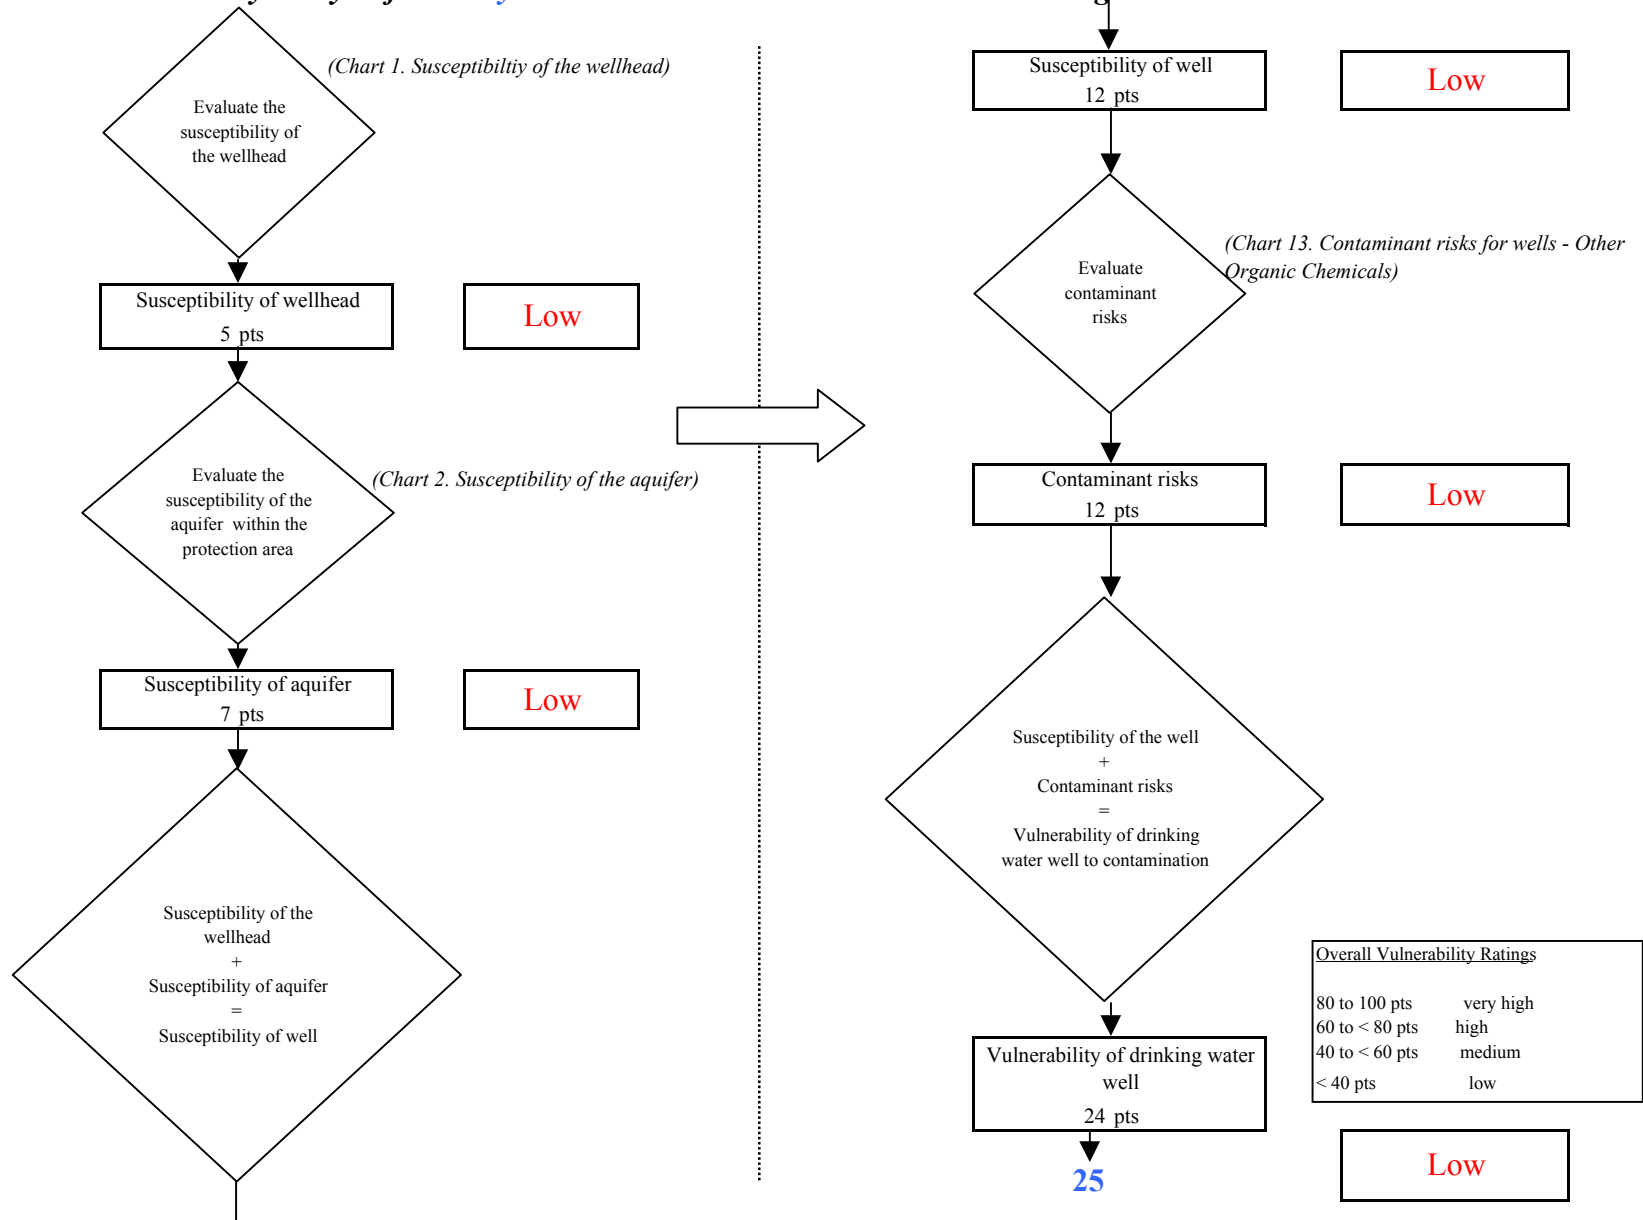 (Chart 1. Susceptibiltiy of the wellhead)
Evaluate the
susceptibility of
the wellhead
Susceptibility of wellhead
5 pts
Low
Evaluate the
susceptibility of the
aquifer within the
protection area
(Chart 2. Susceptibility of the aquifer)
Susceptibility of aquifer
7 pts
Low
Susceptibility of the
wellhead
+
Susceptibility of aquifer
=
Susceptibility of well
Susceptibility of well
12 pts
Low
Evaluate
contaminant
risks
(Chart 13. Contaminant risks for wells - Other
Organic Chemicals)
Contaminant risks
12 pts
Low
Susceptibility of the well
+
Contaminant risks
=
Vulnerability of drinking
water well to contamination
Vulnerability of drinking water
well
24 pts
25
Overall Vulnerability Ratings
80 to 100 pts very high
60 to < 80 pts high
40 to < 60 pts medium
< 40 pts low
Low